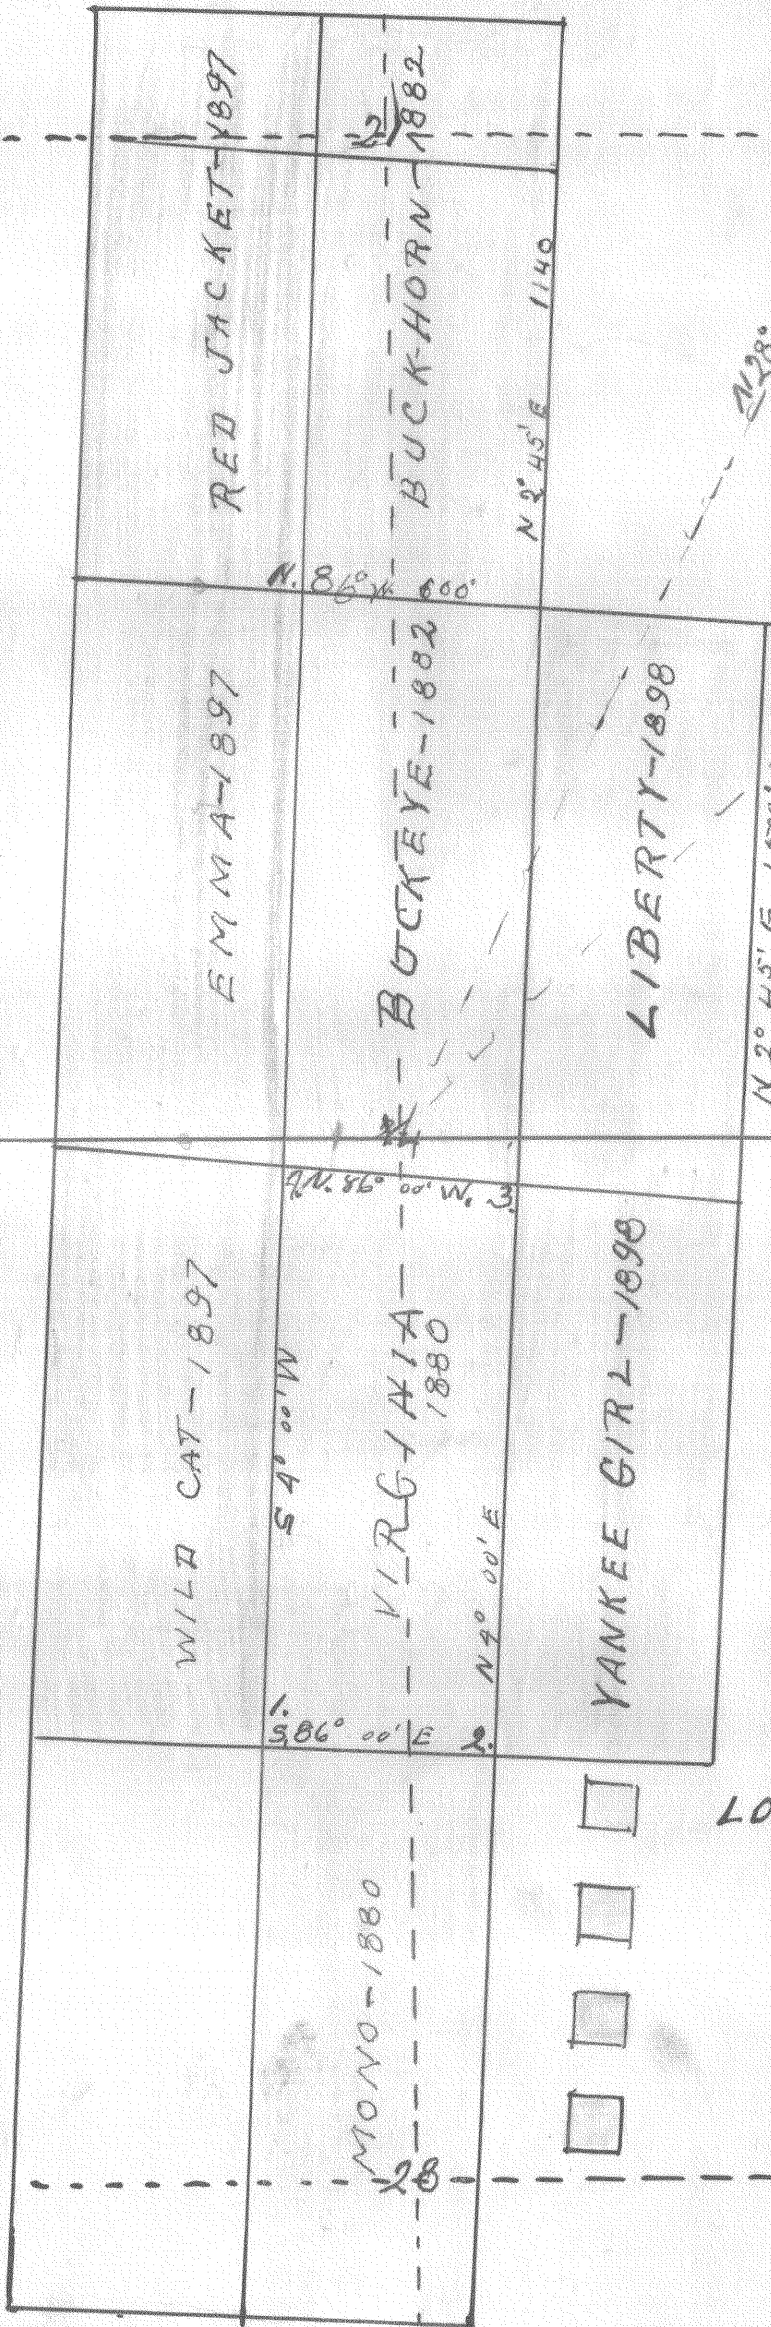 RED JACKET-1897
BUCK-HORN-1882
1140
N 2° 45' E
N 28°
N. 86° W. 600'
EMMA-1897
BUCKEYE-1882
LIBERTY-1898
N 2° 45' E
N. 86° 00' W. 3.
WILD CAT-1897
S 4° 00' W
VIRGINIA
1880
N 4° 00' E
YANKEE GIRL-1898
1.
S. 86° 00' E 2.
LO
MONO-1880
28